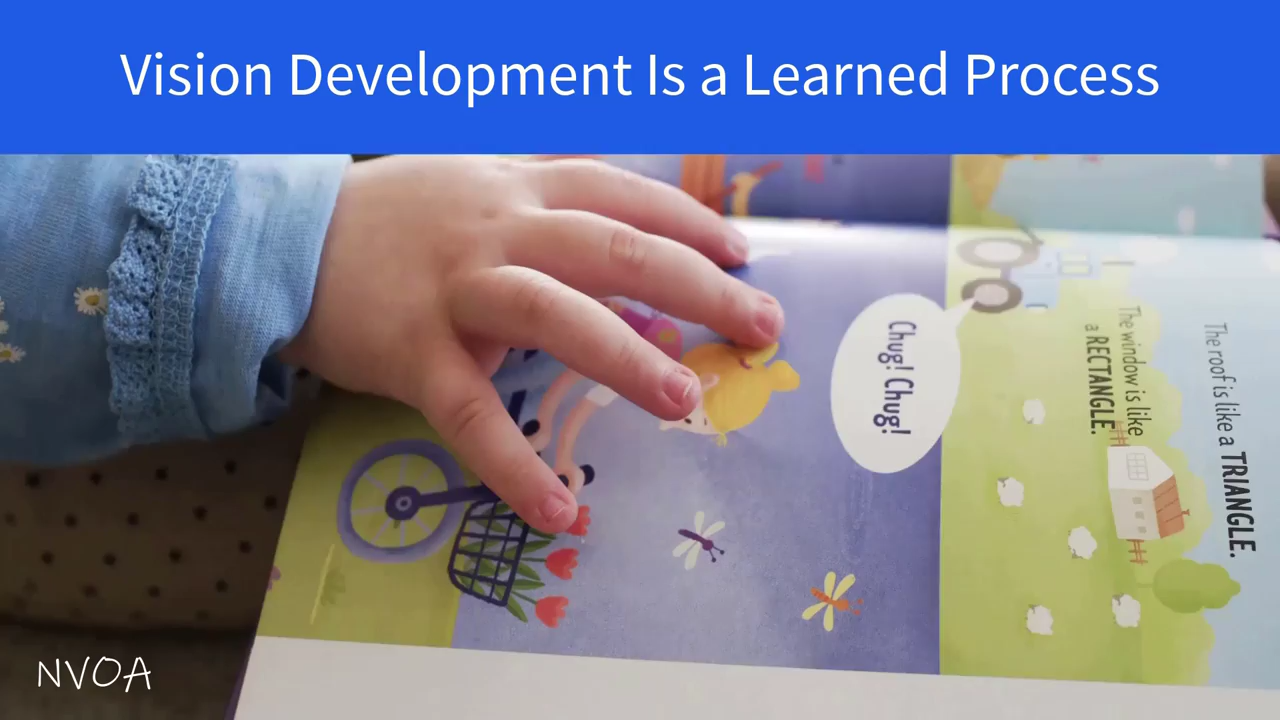 Vision Development Is a Learned Process
Chug! Chug!
The window is like
a RECTANGLE.
The roof is like a TRIANGLE.
NVOA